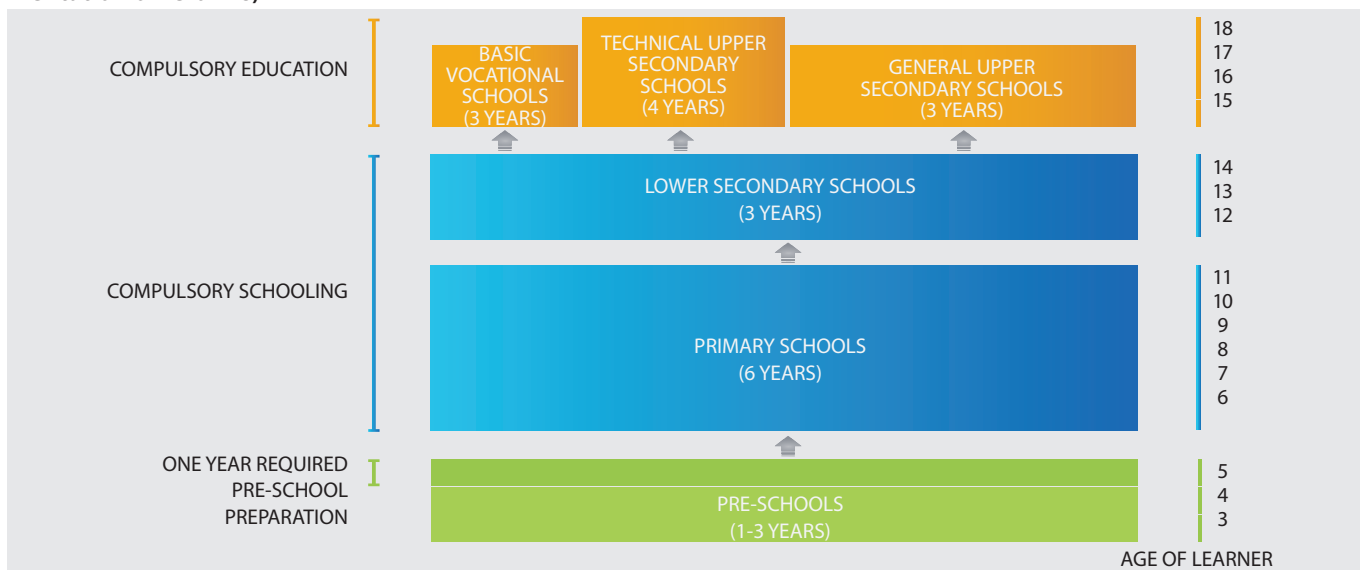 COMPULSORY EDUCATION
BASIC
VOCATIONAL
SCHOOLS
(3 YEARS)
TECHNICAL UPPER
SECONDARY
SCHOOLS
(4 YEARS)
GENERAL UPPER
SECONDARY SCHOOLS
(3 YEARS)
18
17
16
15
COMPULSORY SCHOOLING
LOWER SECONDARY SCHOOLS
(3 YEARS)
14
13
12
PRIMARY SCHOOLS
(6 YEARS)
11
10
9
8
7
6
ONE YEAR REQUIRED
PRE-SCHOOL
PREPARATION
PRE-SCHOOLS
(1-3 YEARS)
5
4
3
AGE OF LEARNER